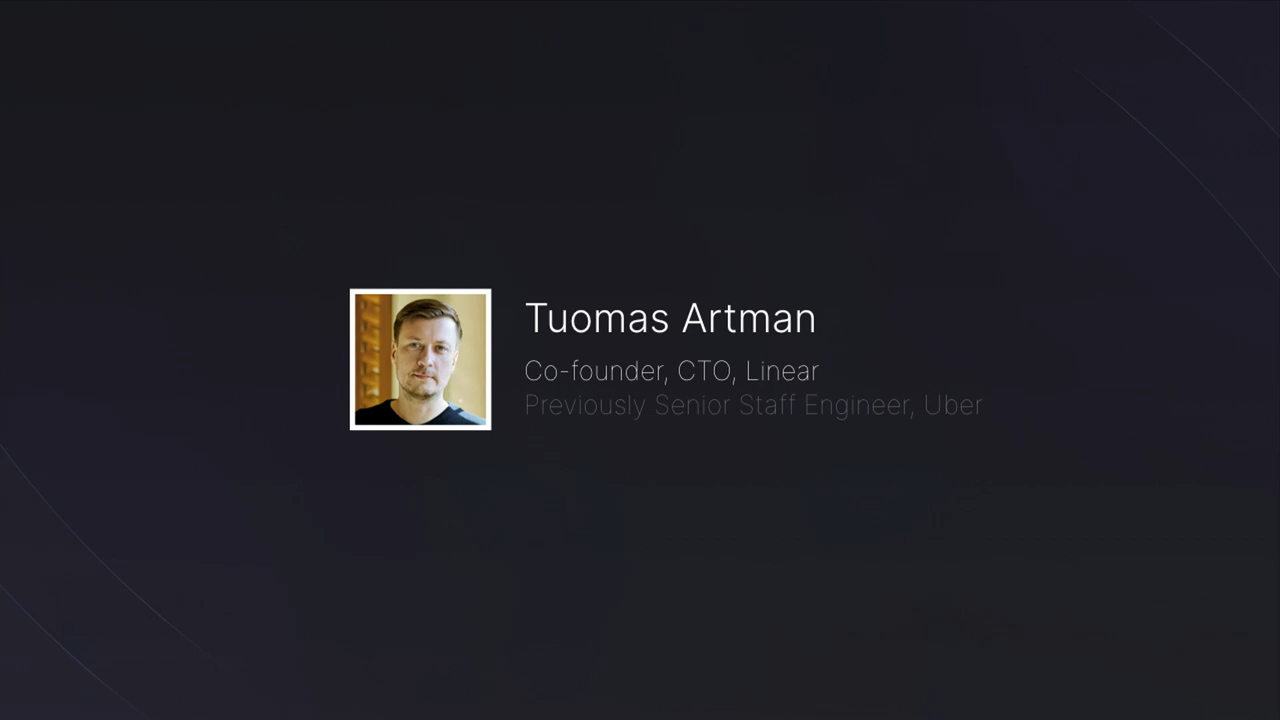 Tuomas Artman
Co-founder, CTO, Linear
Previously Senior Staff Engineer, Uber